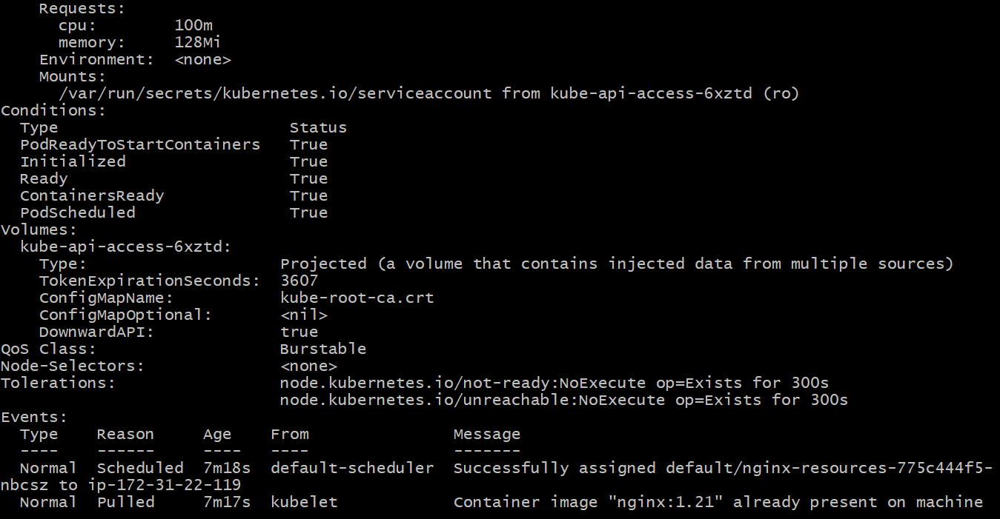 Requests:
cpu: 100m
memory: 128Mi
Environment: <none>
Mounts:
/var/run/secrets/kubernetes.io/serviceaccount from kube-api-access-6xztd (ro)
Conditions:
Type Status
PodReadyToStartContainers True
Initialized True
Ready True
ContainersReady True
PodScheduled True
Volumes:
kube-api-access-6xztd:
Type: Projected (a volume that contains injected data from multiple sources)
TokenExpirationSeconds: 3607
ConfigMapName: kube-root-ca.crt
ConfigMapOptional: <nil>
DownwardAPI: true
QoS Class: Burstable
Node-Selectors: <none>
Tolerations: node.kubernetes.io/not-ready:NoExecute op=Exists for 300s
node.kubernetes.io/unreachable:NoExecute op=Exists for 300s
Events:
Type Reason Age From Message
---- ------ ---- ---- -------
Normal Scheduled 7m18s default-scheduler Successfully assigned default/nginx-resources-775c444f5-
nbcsz to ip-172-31-22-119
Normal Pulled 7m17s kubelet Container image "nginx:1.21" already present on machine